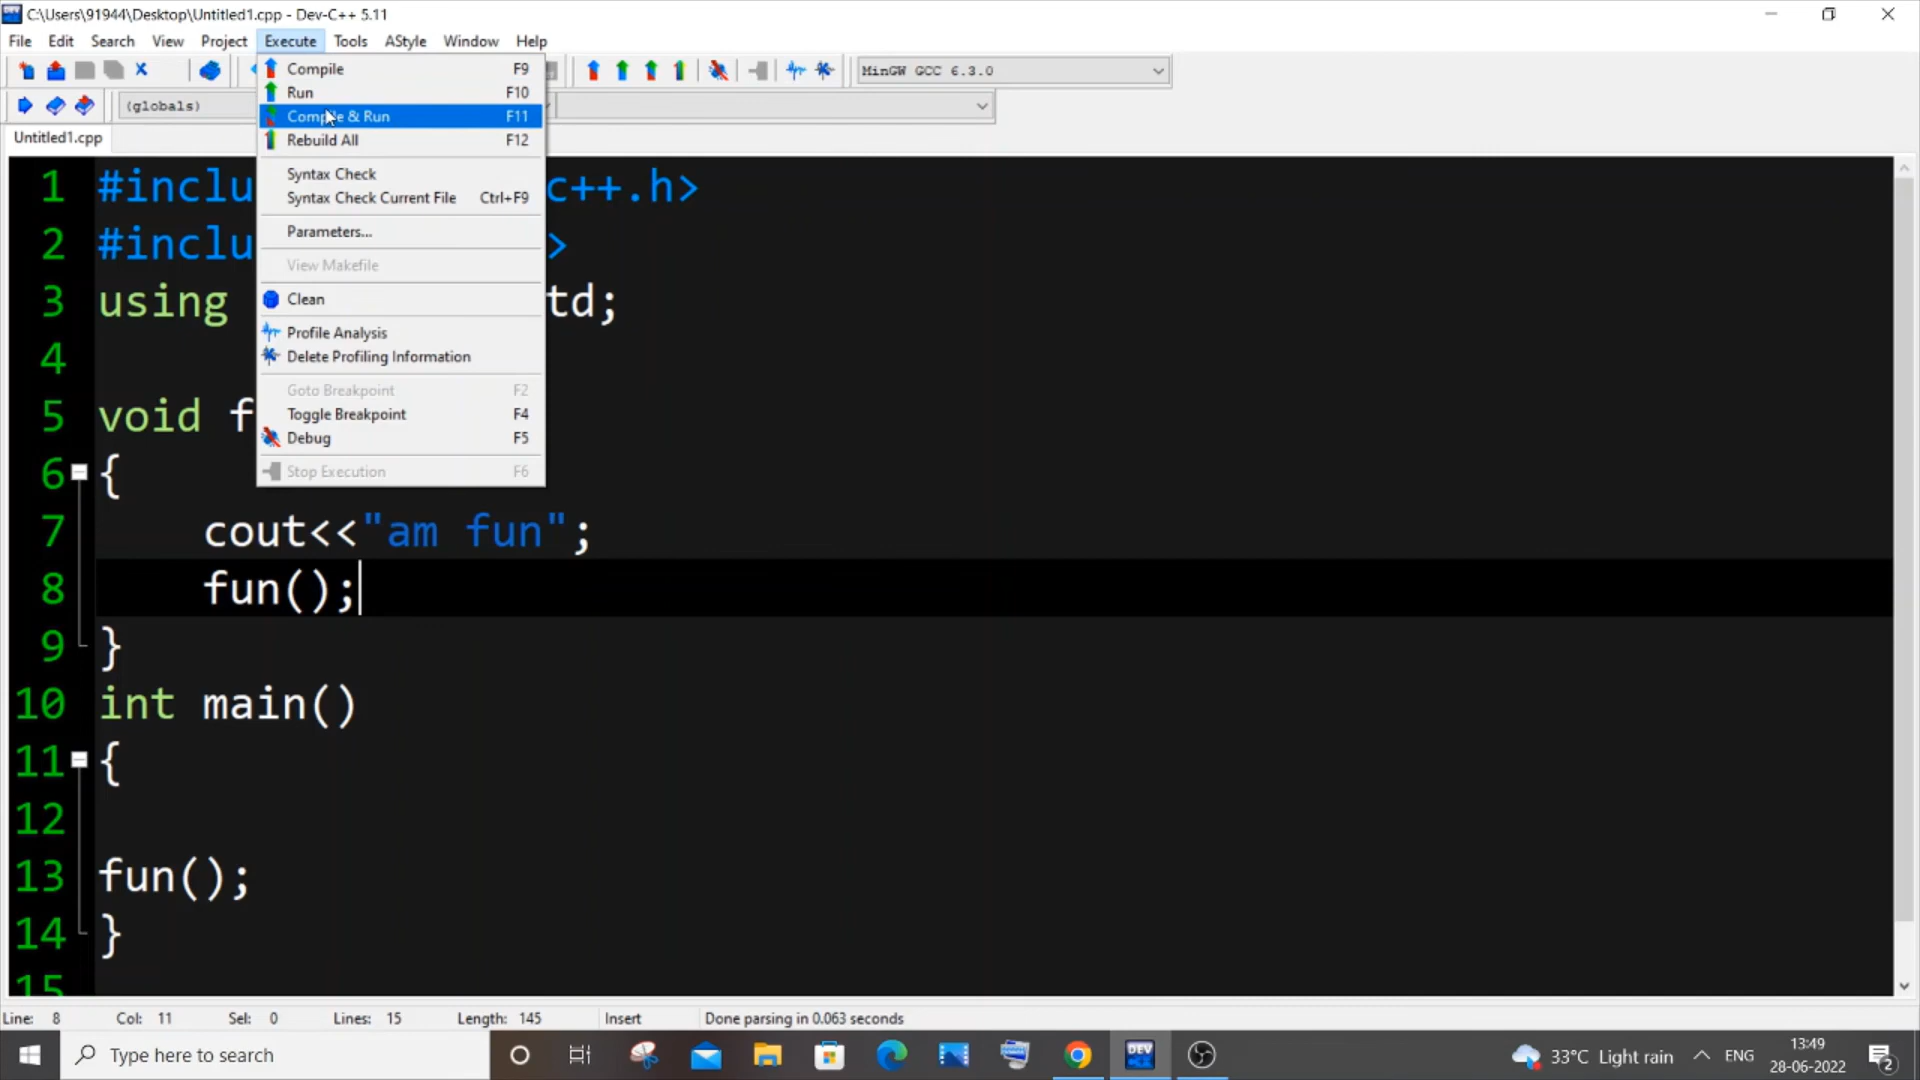 C:\Users\91944\Desktop\Untitled1.cpp - Dev-C++ 5.11
File Edit Search View Project Execute Tools AStyle Window Help
Compile F9
Run F10
Compile & Run F11
Rebuild All F12
Syntax Check
Syntax Check Current File Ctrl+F9
Parameters...
View Makefile
Clean
Profile Analysis
Delete Profiling Information
Goto Breakpoint F2
Toggle Breakpoint F4
Debug F5
Stop Execution F6
MinGW GCC 6.3.0
(globals)
Untitled1.cpp
1 #inclu c++.h>
2 #inclu >
3 using td;
4
5 void f
6 {
7 cout<<"am fun";
8 fun();
9 }
10 int main()
11 {
12
13 fun();
14 }
15
Line: 8 Col: 11 Sel: 0 Lines: 15 Length: 145 Insert Done parsing in 0.063 seconds
Type here to search
DEV
33°C Light rain ENG
13:49
28-06-2022
2